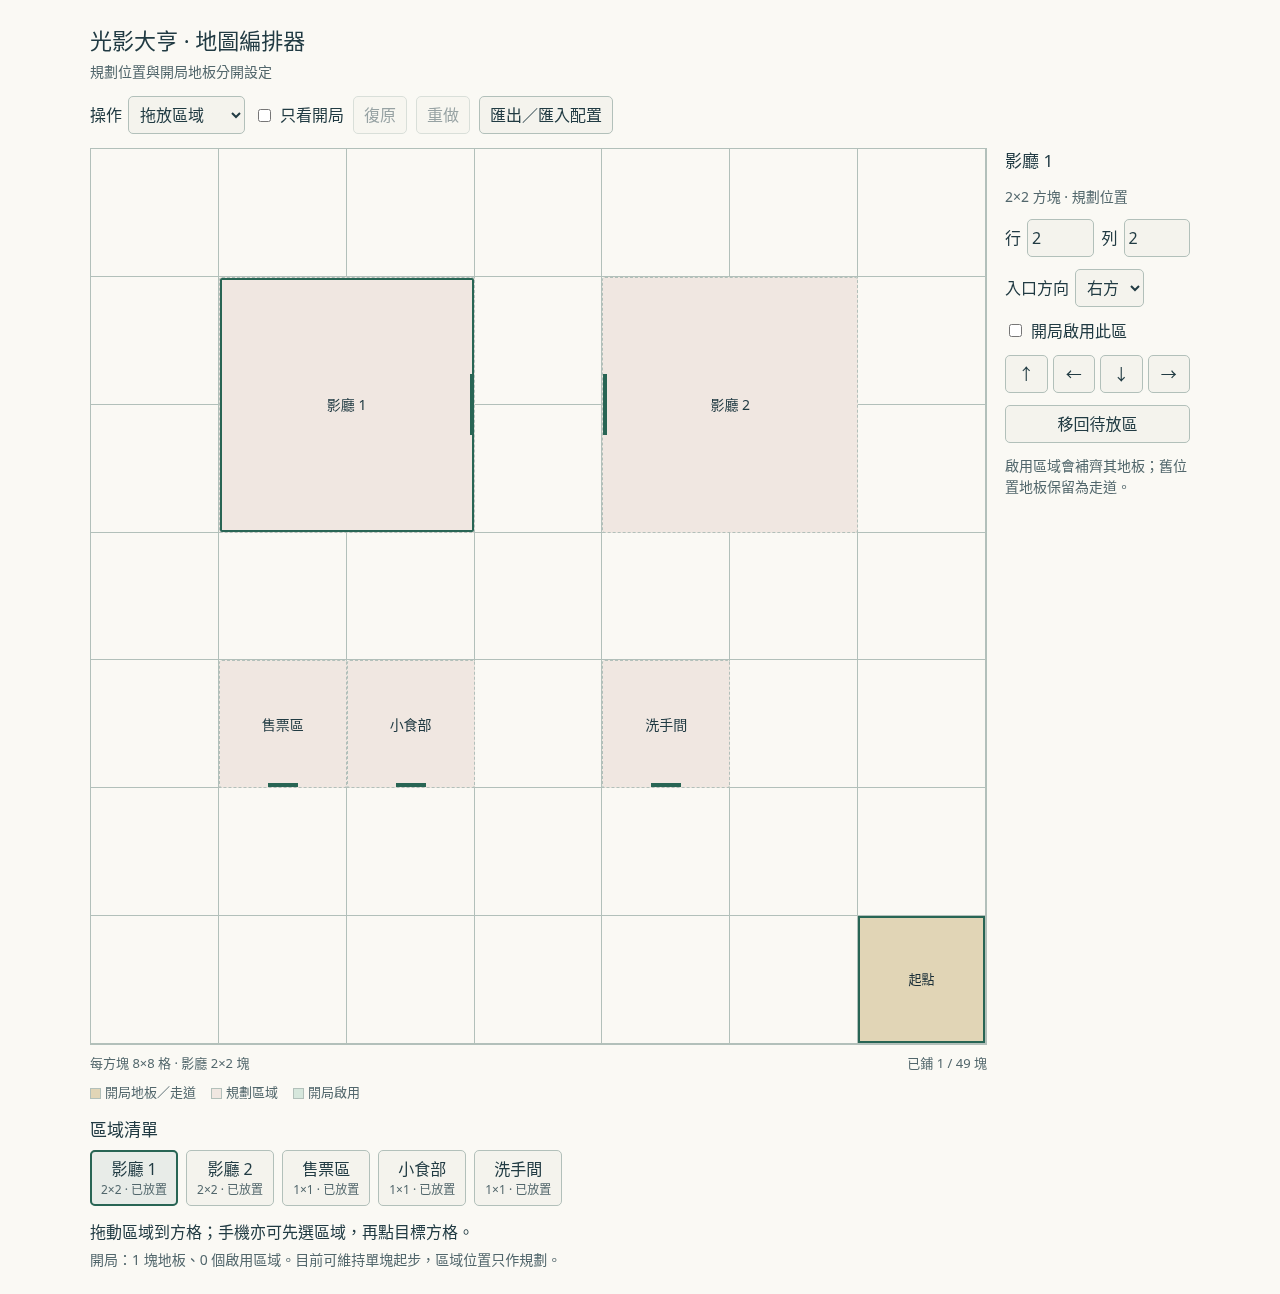 光影大亨 · 地圖編排器
規劃位置與開局地板分開設定
操作 拖放區域 只看開局 復原 重做 匯出／匯入配置
影廳 1
2×2 方塊 · 規劃位置
行 2 列 2
入口方向 右方
開局啟用此區
↑ ← ↓ →
移回待放區
啟用區域會補齊其地板；舊位
置地板保留為走道。
影廳 1 影廳 2
售票區 小食部 洗手間
起點
每方塊 8×8 格 · 影廳 2×2 塊 已鋪 1 / 49 塊
開局地板／走道 規劃區域 開局啟用
區域清單
影廳 1 影廳 2 售票區 小食部 洗手間
2×2 · 已放置 2×2 · 已放置 1×1 · 已放置 1×1 · 已放置 1×1 · 已放置
拖動區域到方格；手機亦可先選區域，再點目標方格。
開局：1 塊地板、0 個啟用區域。目前可維持單塊起步，區域位置只作規劃。